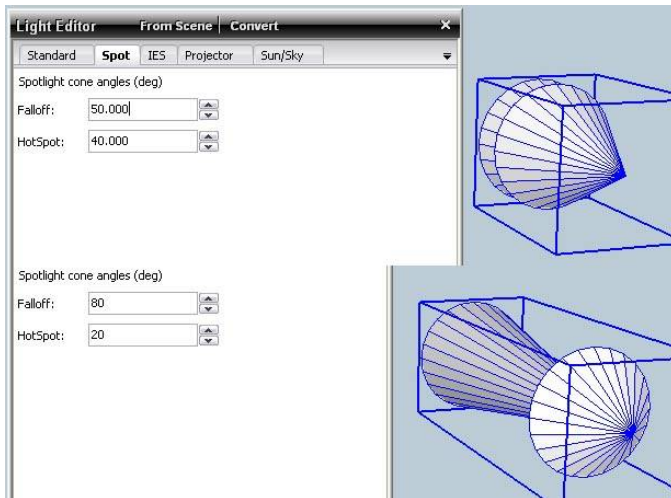 Light Editor From Scene Convert ×
Standard Spot IES Projector Sun/Sky
Spotlight cone angles (deg)
Falloff: 50.000
HotSpot: 40.000
Spotlight cone angles (deg)
Falloff: 80
HotSpot: 20